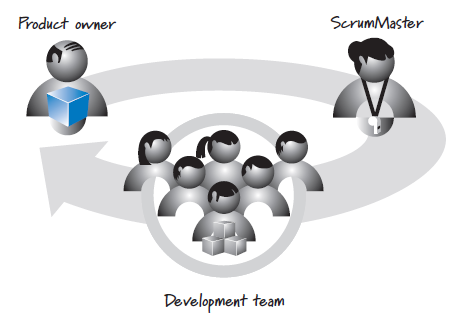 Product owner
ScrumMaster
Development team